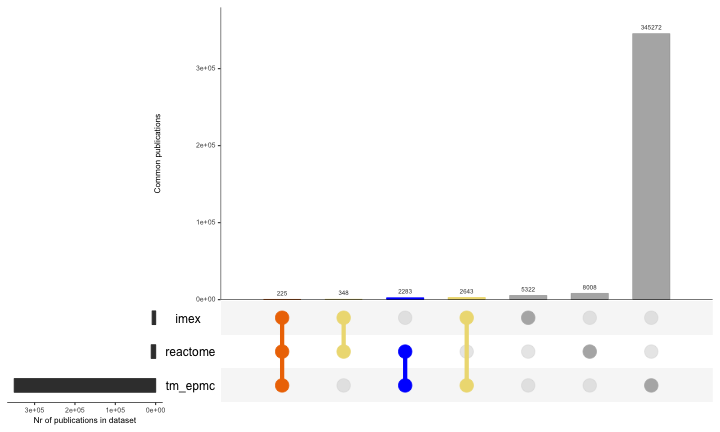 345272
3e+05
2e+05
1e+05
0e+00
Common publications
225
348
2283
2643
5322
8008
imex
reactome
tm_epmc
3e+05 2e+05 1e+05 0e+00
Nr of publications in dataset